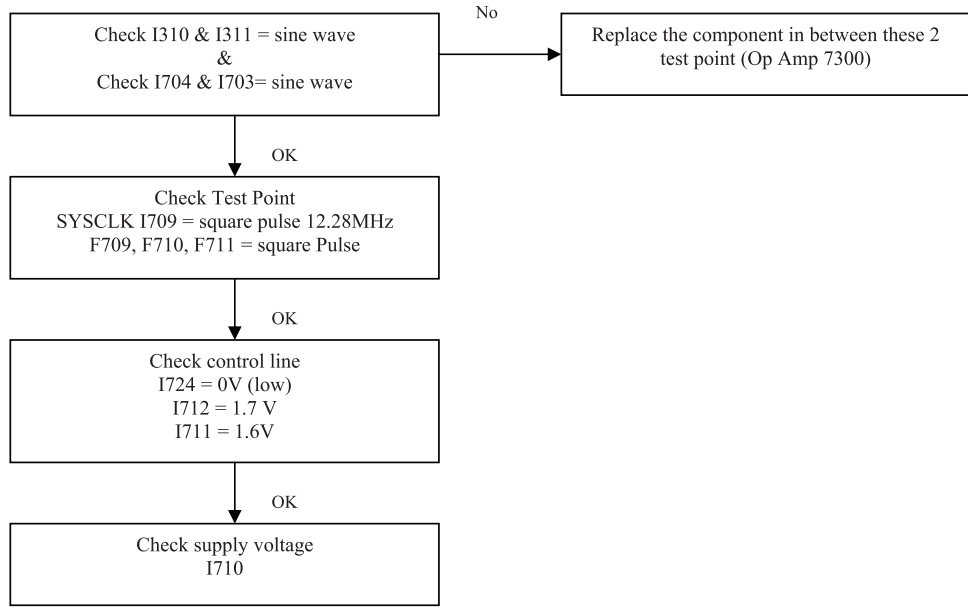 Check I310 & I311 = sine wave
&
Check I704 & I703= sine wave
No
Replace the component in between these 2
test point (Op Amp 7300)
OK
Check Test Point
SYSCLK I709 = square pulse 12.28MHz
F709, F710, F711 = square Pulse
OK
Check control line
I724 = 0V (low)
I712 = 1.7 V
I711 = 1.6V
OK
Check supply voltage
I710